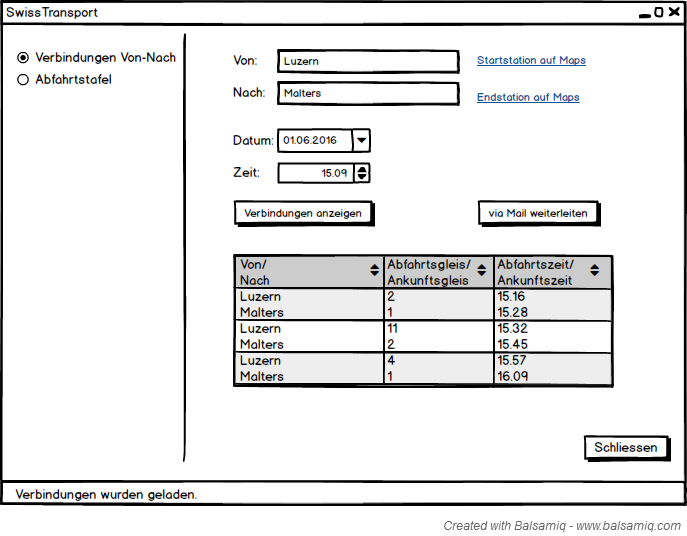 SwissTransport
Verbindungen Von-Nach
Abfahrtstafel
Von: Luzern Startstation auf Maps
Nach: Malters Endstation auf Maps
Datum: 01.06.2016
Zeit: 15.09
Verbindungen anzeigen via Mail weiterleiten
Von/ Abfahrtsgleis/ Abfahrtszeit/
Nach Ankunftsgleis Ankunftszeit
Luzern 2 15.16
Malters 1 15.28
Luzern 11 15.32
Malters 2 15.45
Luzern 4 15.57
Malters 1 16.09
Schliessen
Verbindungen wurden geladen.
Created with Balsamiq - www.balsamiq.com